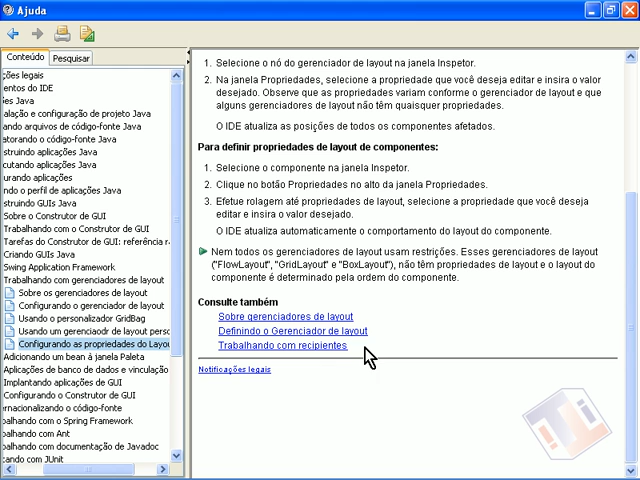 Ajuda
Conteúdo
Pesquisar
ções legais
entos do IDE
ies Java
alação e configuração de projeto Java
ando arquivos de código-fonte Java
atorando o código-fonte Java
struindo aplicações Java
cutando aplicações Java
urando aplicações
ndo o perfil de aplicações Java
struindo GUIs Java
Sobre o Construtor de GUI
Trabalhando com o Construtor de GUI
Tarefas do Construtor de GUI: referência r
Criando GUIs Java
Swing Application Framework
Trabalhando com gerenciadores de layout
Sobre os gerenciadores de layout
Configurando o gerenciador de layout
Usando o personalizador GridBag
Usando um gerenciaodr de layout perso
Configurando as propriedades do Layou
Adicionando um bean à janela Paleta
Aplicações de banco de dados e vinculação
Implantando aplicações de GUI
Configurando o Construtor de GUI
ernacionalizando o código-fonte
balhando com o Spring Framework
balhando com Ant
balhando com documentação de Javadoc
çando com JUnit
1. Selecione o nó do gerenciador de layout na janela Inspetor.
2. Na janela Propriedades, selecione a propriedade que você deseja editar e insira o valor
desejado. Observe que as propriedades variam conforme o gerenciador de layout e que
alguns gerenciadores de layout não têm quaisquer propriedades.
O IDE atualiza as posições de todos os componentes afetados.
Para definir propriedades de layout de componentes:
1. Selecione o componente na janela Inspetor.
2. Clique no botão Propriedades no alto da janela Propriedades.
3. Efetue rolagem até propriedades de layout, selecione a propriedade que você deseja
editar e insira o valor desejado.
O IDE atualiza automaticamente o comportamento do layout do componente.
Nem todos os gerenciadores de layout usam restrições. Esses gerenciadores de layout
("FlowLayout", "GridLayout" e "BoxLayout"), não têm propriedades de layout e o layout do
componente é determinado pela ordem do componente.
Consulte também
Sobre gerenciadores de layout
Definindo o Gerenciador de layout
Trabalhando com recipientes
Notificações legais